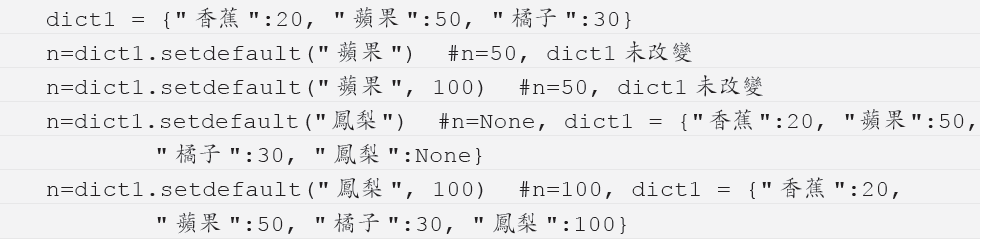 dict1 = {"香蕉":20, "蘋果":50, "橘子":30}
n=dict1.setdefault("蘋果")  #n=50, dict1 未改變
n=dict1.setdefault("蘋果", 100)  #n=50, dict1 未改變
n=dict1.setdefault("鳳梨")  #n=None, dict1 = {"香蕉":20, "蘋果":50,
"橘子":30, "鳳梨":None}
n=dict1.setdefault("鳳梨", 100)  #n=100, dict1 = {"香蕉":20,
"蘋果":50, "橘子":30, "鳳梨":100}